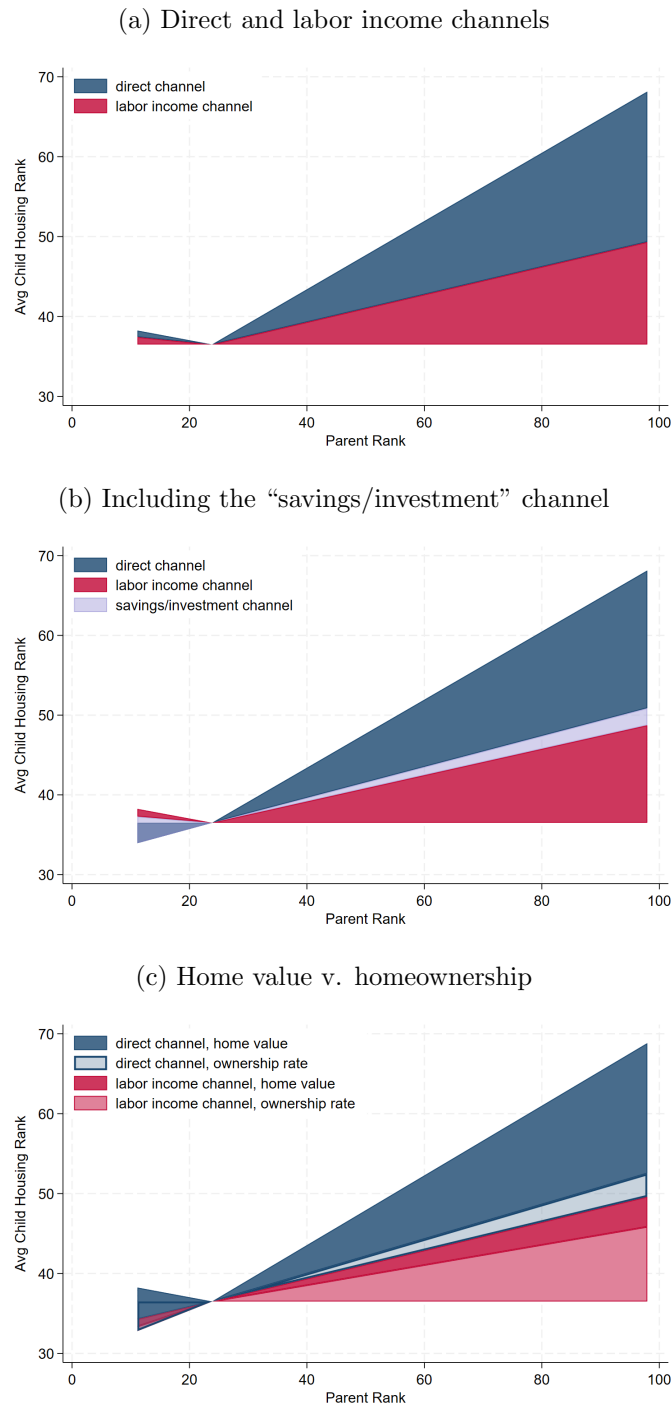 (a) Direct and labor income channels
direct channel
labor income channel
Avg Child Housing Rank
70
60
50
40
30
0 20 40 60 80 100
Parent Rank
(b) Including the “savings/investment” channel
direct channel
labor income channel
savings/investment channel
Avg Child Housing Rank
70
60
50
40
30
0 20 40 60 80 100
Parent Rank
(c) Home value v. homeownership
direct channel, home value
direct channel, ownership rate
labor income channel, home value
labor income channel, ownership rate
Avg Child Housing Rank
70
60
50
40
30
0 20 40 60 80 100
Parent Rank